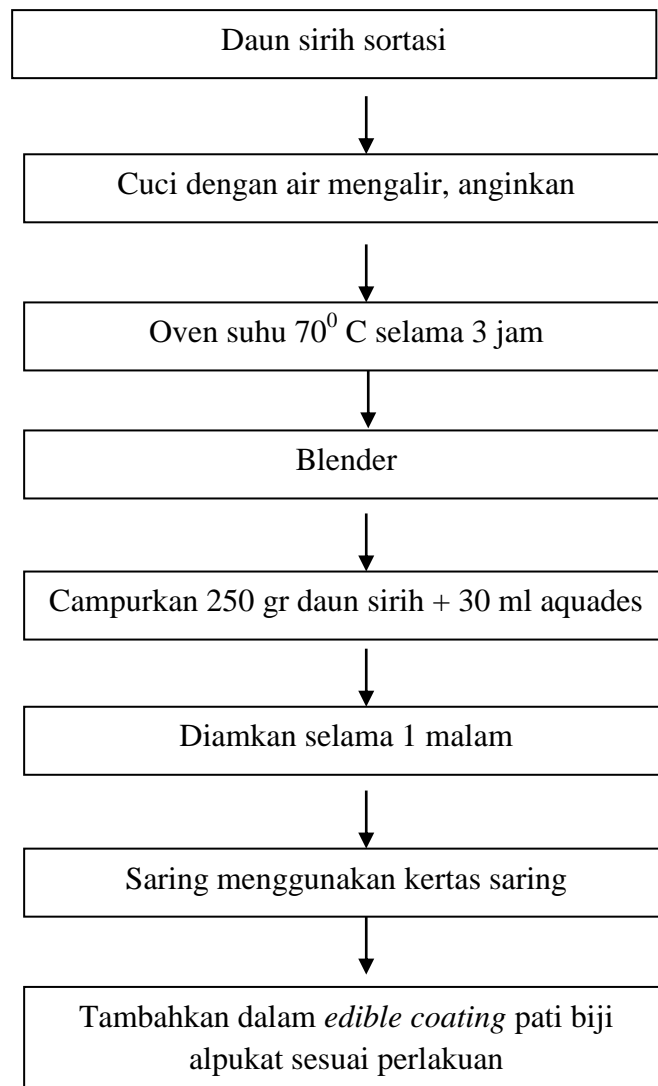 Daun sirih sortasi
Cuci dengan air mengalir, anginkan
Oven suhu 70⁰ C selama 3 jam
Blender
Campurkan 250 gr daun sirih + 30 ml aquades
Diamkan selama 1 malam
Saring menggunakan kertas saring
Tambahkan dalam edible coating pati biji
alpukat sesuai perlakuan